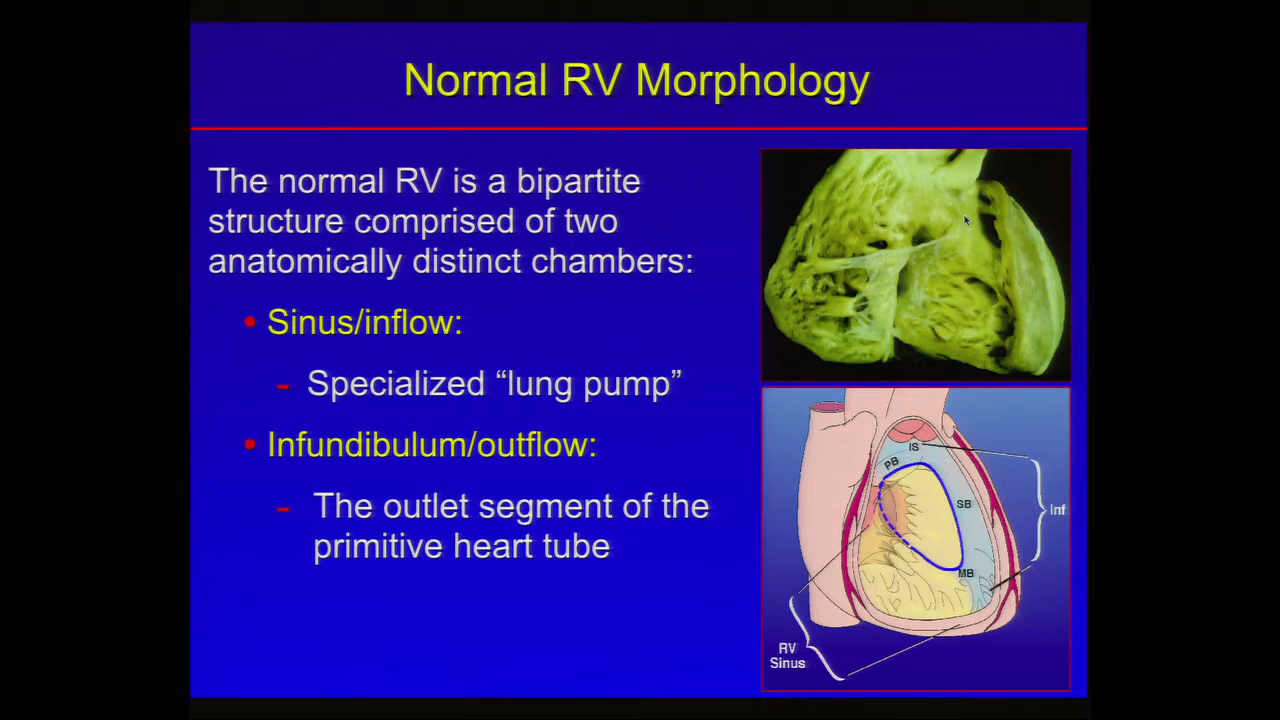 Normal RV Morphology
The normal RV is a bipartite
structure comprised of two
anatomically distinct chambers:
• Sinus/inflow:
- Specialized “lung pump”
• Infundibulum/outflow:
- The outlet segment of the
primitive heart tube
IS
PB
SB
Inf
MB
RV
Sinus